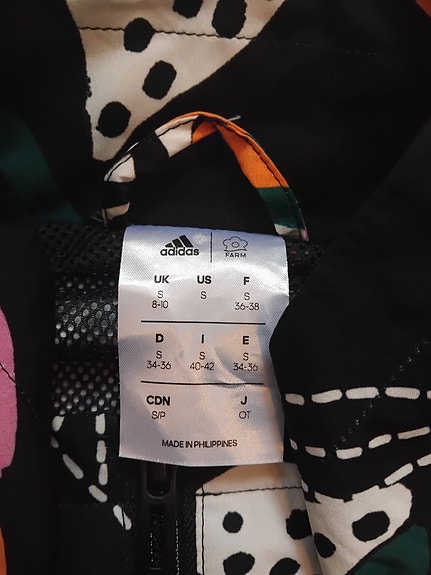 adidas FARM
UK US F
S S S
8-10 36-38
D I E
S S S
34-36 40-42 34-36
CDN J
S/P OT
MADE IN PHILIPPINES